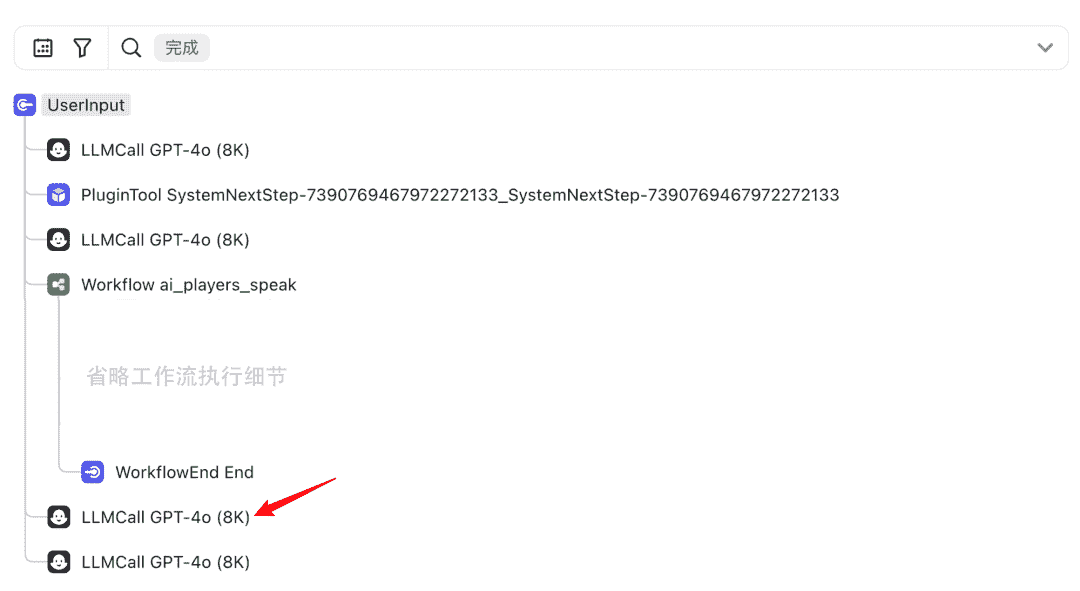 完成
UserInput
LLMCall GPT-4o (8K)
PluginTool SystemNextStep-7390769467972272133_SystemNextStep-7390769467972272133
LLMCall GPT-4o (8K)
Workflow ai_players_speak
省略工作流执行细节
WorkflowEnd End
LLMCall GPT-4o (8K)
LLMCall GPT-4o (8K)